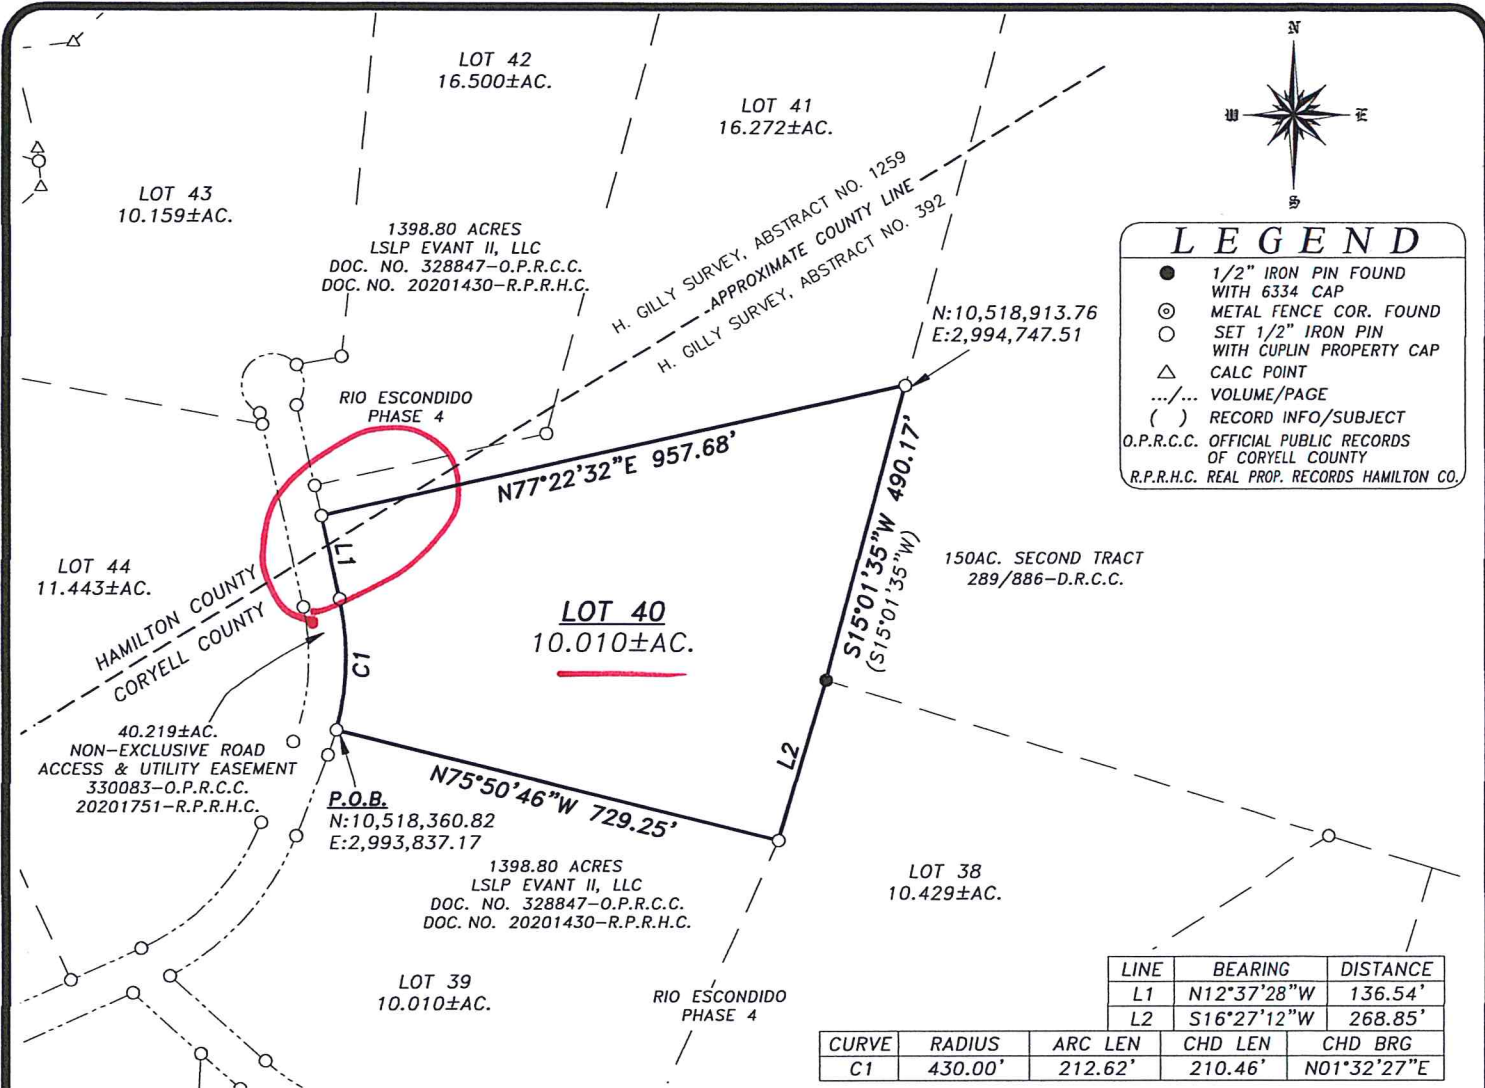 LOT 42
16.500±AC.
LOT 41
16.272±AC.
N
W
E
S
LOT 43
10.159±AC.
1398.80 ACRES
LSLP EVANT II, LLC
DOC. NO. 328847-O.P.R.C.C.
DOC. NO. 20201430-R.P.R.H.C.
H. GILLY SURVEY, ABSTRACT NO. 1259
APPROXIMATE COUNTY LINE
H. GILLY SURVEY, ABSTRACT NO. 392
LEGEND
1/2" IRON PIN FOUND
WITH 6334 CAP
METAL FENCE COR. FOUND
SET 1/2" IRON PIN
WITH CUPLIN PROPERTY CAP
CALC POINT
.../... VOLUME/PAGE
( ) RECORD INFO/SUBJECT
O.P.R.C.C. OFFICIAL PUBLIC RECORDS
OF CORYELL COUNTY
R.P.R.H.C. REAL PROP. RECORDS HAMILTON CO.
N:10,518,913.76
E:2,994,747.51
RIO ESCONDIDO
PHASE 4
N77°22'32"E 957.68'
S15°01'35"W 490.17'
(S15°01'35"W)
L1
LOT 44
11.443±AC.
HAMILTON COUNTY
CORYELL COUNTY
LOT 40
10.010±AC.
150AC. SECOND TRACT
289/886-D.R.C.C.
C1
40.219±AC.
NON-EXCLUSIVE ROAD
ACCESS & UTILITY EASEMENT
330083-O.P.R.C.C.
20201751-R.P.R.H.C.
L2
N75°50'46"W 729.25'
P.O.B.
N:10,518,360.82
E:2,993,837.17
1398.80 ACRES
LSLP EVANT II, LLC
DOC. NO. 328847-O.P.R.C.C.
DOC. NO. 20201430-R.P.R.H.C.
LOT 38
10.429±AC.
LOT 39
10.010±AC.
RIO ESCONDIDO
PHASE 4
LINE BEARING DISTANCE
L1 N12°37'28"W 136.54'
L2 S16°27'12"W 268.85'
CURVE RADIUS ARC LEN CHD LEN CHD BRG
C1 430.00' 212.62' 210.46' N01°32'27"E